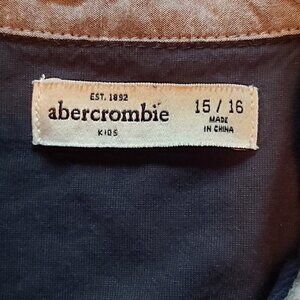 EST. 1892
abercrombie
KIDS
15 / 16
MADE
IN CHINA